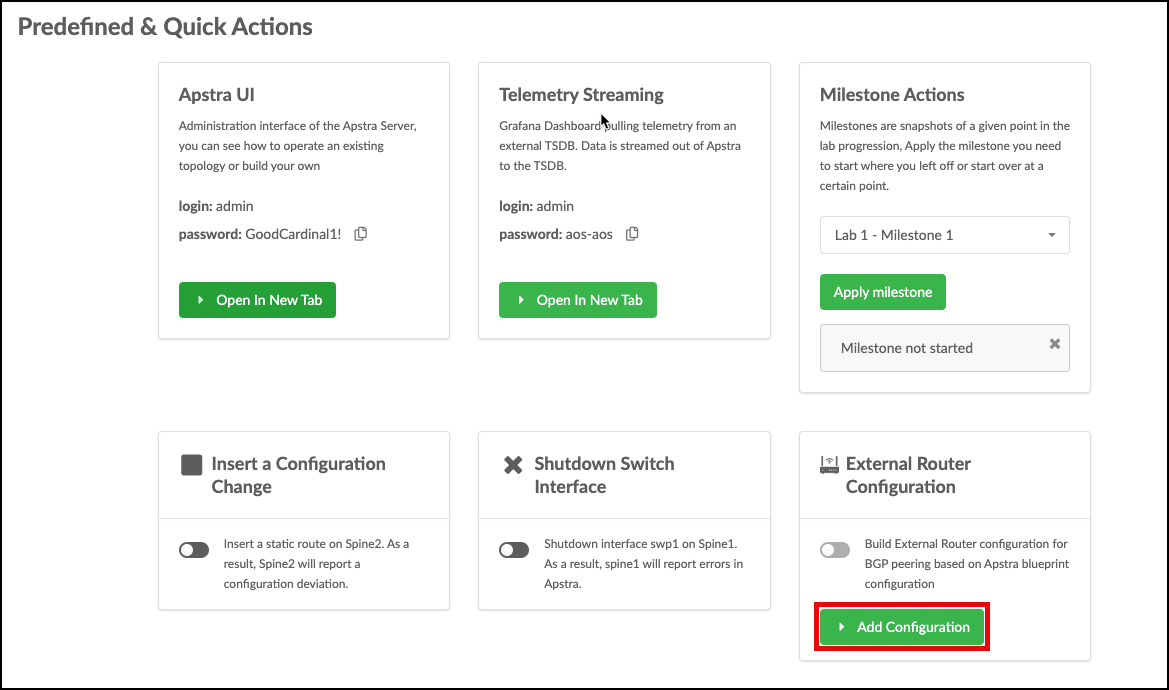 Predefined & Quick Actions
Apstra UI
Administration interface of the Apstra Server,
you can see how to operate an existing
topology or build your own
login: admin
password: GoodCardinal1!
Open In New Tab
Telemetry Streaming
Grafana Dashboard pulling telemetry from an
external TSDB. Data is streamed out of Apstra
to the TSDB.
login: admin
password: aos-aos
Open In New Tab
Milestone Actions
Milestones are snapshots of a given point in the
lab progression, Apply the milestone you need
to start where you left off or start over at a
certain point.
Lab 1 - Milestone 1
Apply milestone
Milestone not started
Insert a Configuration
Change
Insert a static route on Spine2. As a
result, Spine2 will report a
configuration deviation.
Shutdown Switch
Interface
Shutdown interface swp1 on Spine1.
As a result, spine1 will report errors in
Apstra.
External Router
Configuration
Build External Router configuration for
BGP peering based on Apstra blueprint
configuration
Add Configuration